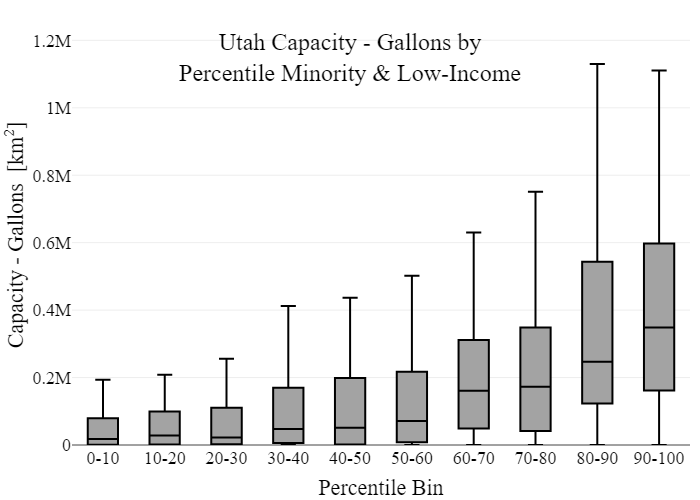 Utah Capacity - Gallons by
Percentile Minority & Low-Income
Capacity - Gallons [km²]
1.2M
1M
0.8M
0.6M
0.4M
0.2M
0
0-10 10-20 20-30 30-40 40-50 50-60 60-70 70-80 80-90 90-100
Percentile Bin